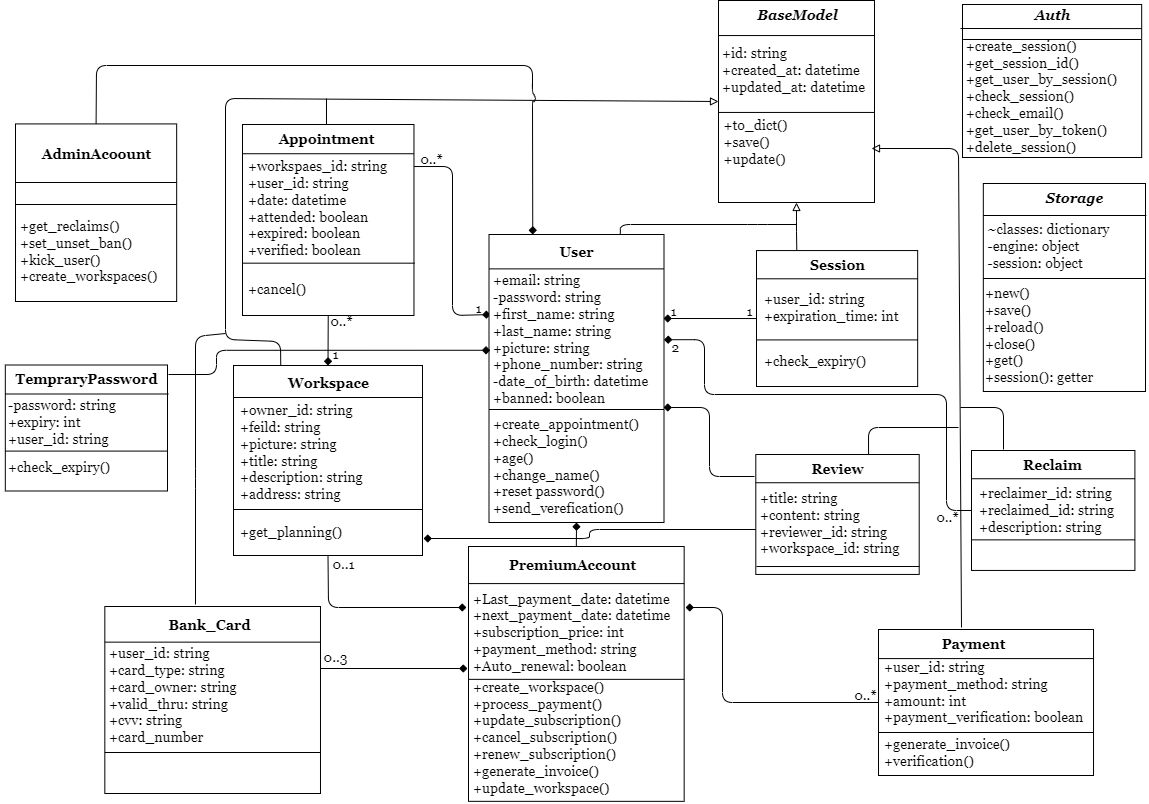 BaseModel
+id: string
+created_at: datetime
+updated_at: datetime
+to_dict()
+save()
+update()
Auth
+create_session()
+get_session_id()
+get_user_by_session()
+check_session()
+check_email()
+get_user_by_token()
+delete_session()
AdminAcoount
+get_reclaims()
+set_unset_ban()
+kick_user()
+create_workspaces()
Appointment
+workspaes_id: string
+user_id: string
+date: datetime
+attended: boolean
+expired: boolean
+verified: boolean
+cancel()
0..*
1
0..*
1
User
+email: string
-password: string
+first_name: string
+last_name: string
+picture: string
+phone_number: string
-date_of_birth: datetime
+banned: boolean
+create_appointment()
+check_login()
+age()
+change_name()
+reset password()
+send_verefication()
1
1
2
0..*
Session
+user_id: string
+expiration_time: int
+check_expiry()
Storage
~classes: dictionary
-engine: object
-session: object
+new()
+save()
+reload()
+close()
+get()
+session(): getter
TempraryPassword
-password: string
+expiry: int
+user_id: string
+check_expiry()
Workspace
+owner_id: string
+feild: string
+picture: string
+title: string
+description: string
+address: string
+get_planning()
0..1
Review
+title: string
+content: string
+reviewer_id: string
+workspace_id: string
Reclaim
+reclaimer_id: string
+reclaimed_id: string
+description: string
PremiumAccount
+Last_payment_date: datetime
+next_payment_date: datetime
+subscription_price: int
+payment_method: string
+Auto_renewal: boolean
+create_workspace()
+process_payment()
+update_subscription()
+cancel_subscription()
+renew_subscription()
+generate_invoice()
+update_workspace()
Bank_Card
+user_id: string
+card_type: string
+card_owner: string
+valid_thru: string
+cvv: string
+card_number
0..3
0..*
Payment
+user_id: string
+payment_method: string
+amount: int
+payment_verification: boolean
+generate_invoice()
+verification()